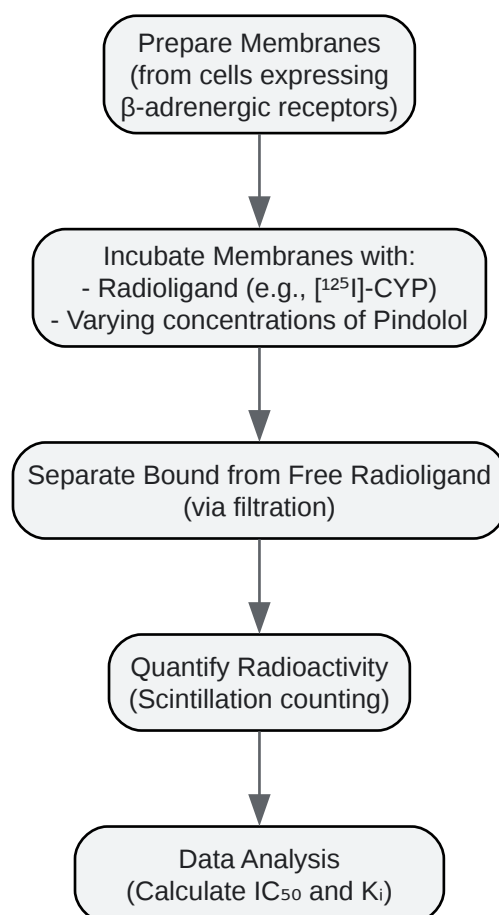 Prepare Membranes
(from cells expressing
β-adrenergic receptors)
Incubate Membranes with:
- Radioligand (e.g., [¹²⁵I]-CYP)
- Varying concentrations of Pindolol
Separate Bound from Free Radioligand
(via filtration)
Quantify Radioactivity
(Scintillation counting)
Data Analysis
(Calculate IC₅₀ and Kᵢ)